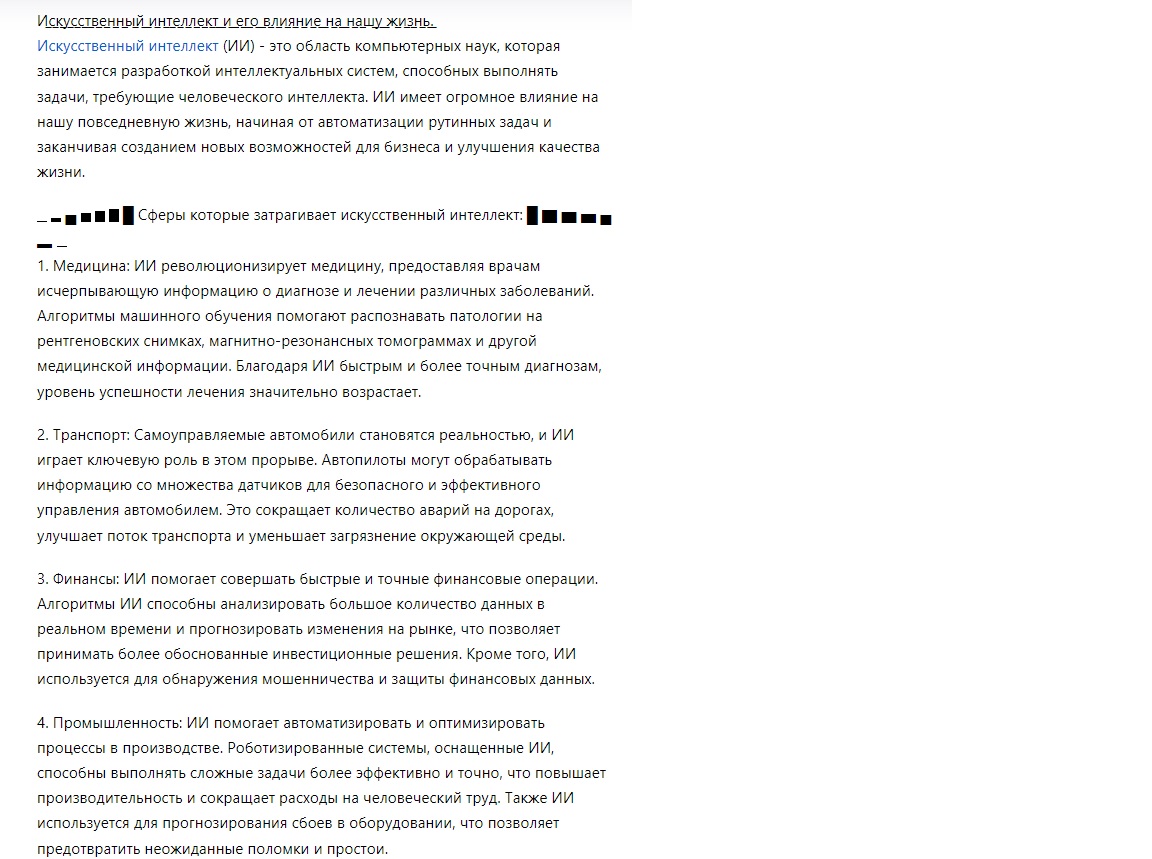 Искусственный интеллект и его влияние на нашу жизнь.
Искусственный интеллект (ИИ) - это область компьютерных наук, которая
занимается разработкой интеллектуальных систем, способных выполнять
задачи, требующие человеческого интеллекта. ИИ имеет огромное влияние на
нашу повседневную жизнь, начиная от автоматизации рутинных задач и
заканчивая созданием новых возможностей для бизнеса и улучшения качества
жизни.
Сферы которые затрагивает искусственный интеллект:
1. Медицина: ИИ революционизирует медицину, предоставляя врачам
исчерпывающую информацию о диагнозе и лечении различных заболеваний.
Алгоритмы машинного обучения помогают распознавать патологии на
рентгеновских снимках, магнитно-резонансных томограммах и другой
медицинской информации. Благодаря ИИ быстрым и более точным диагнозам,
уровень успешности лечения значительно возрастает.
2. Транспорт: Самоуправляемые автомобили становятся реальностью, и ИИ
играет ключевую роль в этом прорыве. Автопилоты могут обрабатывать
информацию со множества датчиков для безопасного и эффективного
управления автомобилем. Это сокращает количество аварий на дорогах,
улучшает поток транспорта и уменьшает загрязнение окружающей среды.
3. Финансы: ИИ помогает совершать быстрые и точные финансовые операции.
Алгоритмы ИИ способны анализировать большое количество данных в
реальном времени и прогнозировать изменения на рынке, что позволяет
принимать более обоснованные инвестиционные решения. Кроме того, ИИ
используется для обнаружения мошенничества и защиты финансовых данных.
4. Промышленность: ИИ помогает автоматизировать и оптимизировать
процессы в производстве. Роботизированные системы, оснащенные ИИ,
способны выполнять сложные задачи более эффективно и точно, что повышает
производительность и сокращает расходы на человеческий труд. Также ИИ
используется для прогнозирования сбоев в оборудовании, что позволяет
предотвратить неожиданные поломки и простои.